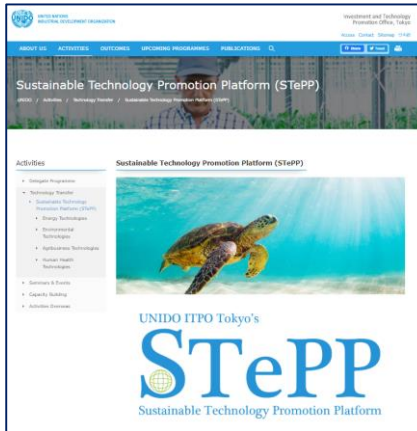 UNITED NATIONS
INDUSTRIAL DEVELOPMENT ORGANIZATION
Investment and Technology
Promotion Office, Tokyo
Contact Sitemap
ABOUT US ACTIVITIES OUTCOMES UPCOMING PROGRAMMES PUBLICATIONS
Sustainable Technology Promotion Platform (STePP)
UNIDO / Activities / Technology Transfer / Sustainable Technology Promotion Platform (STePP)
Activities
Delegate Programme
Technology Transfer
Sustainable Technology
Promotion Platform (STePP)
Energy Technologies
Environmental
Technologies
Agribusiness Technologies
Human Health
Technologies
Seminars & Events
Capacity Building
Activities Overseas
Sustainable Technology Promotion Platform (STePP)
UNIDO ITPO Tokyo's
STePP
Sustainable Technology Promotion Platform